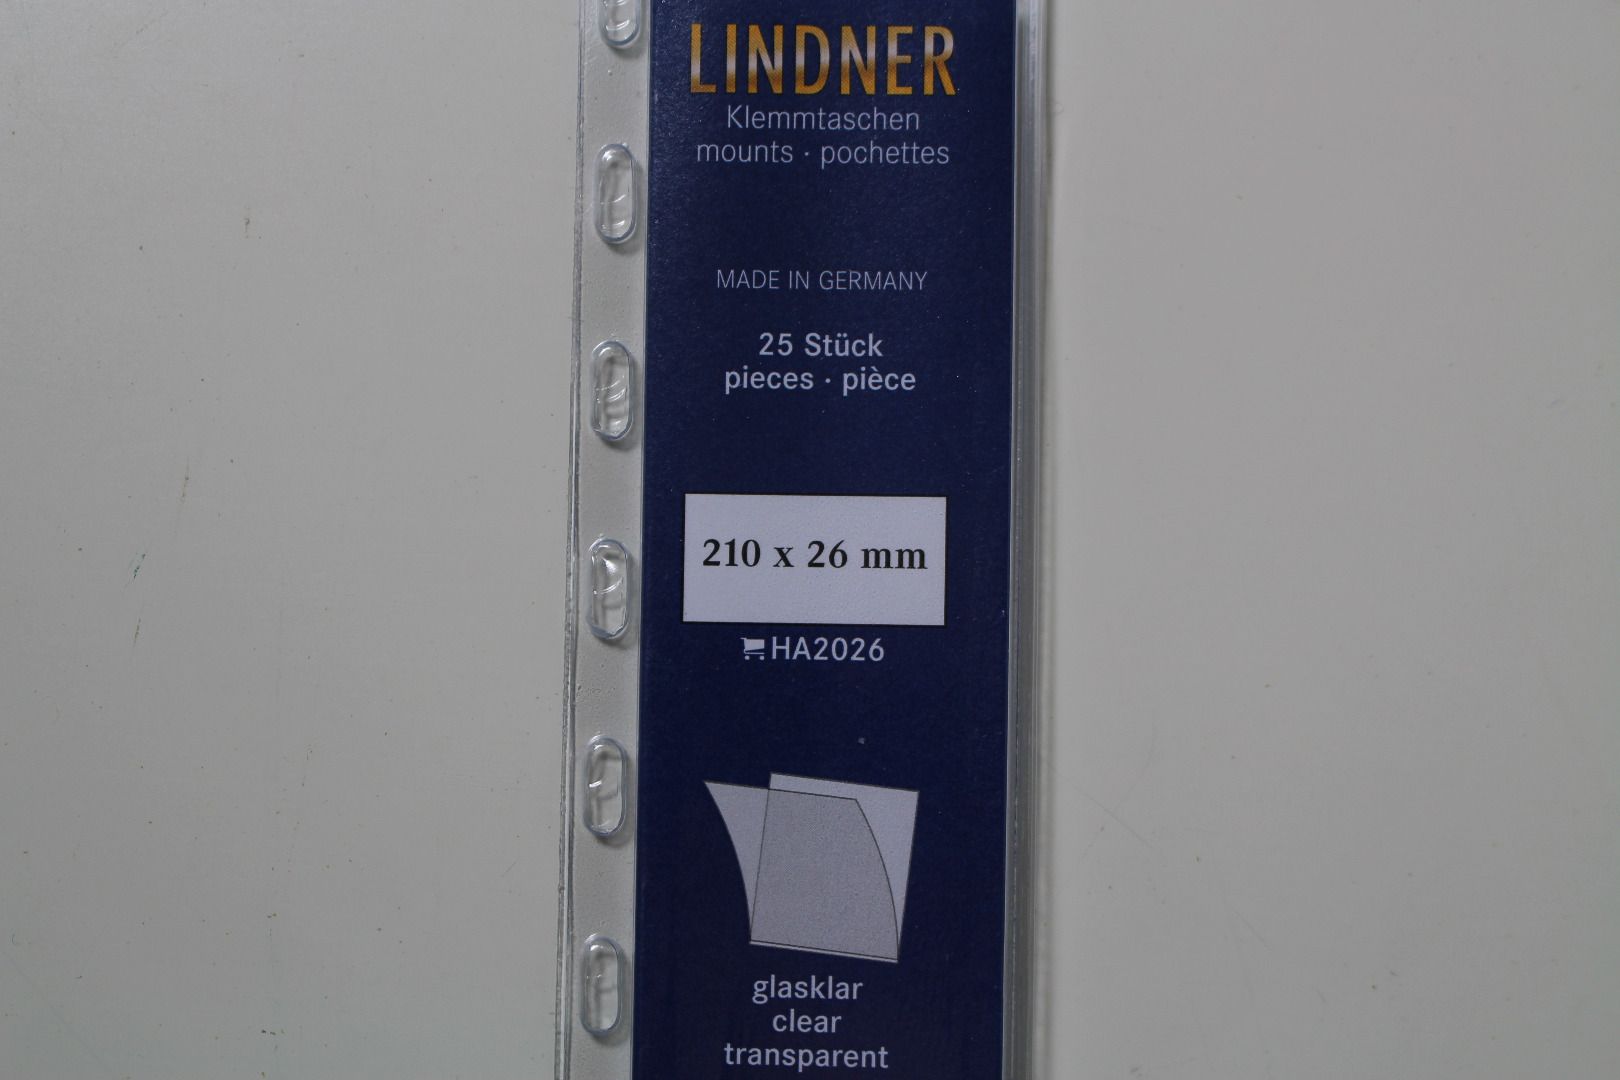 LINDNER
Klemmtaschen
mounts · pochettes
MADE IN GERMANY
25 Stück
pieces · pièce
210 x 26 mm
HA2026
glasklar
clear
transparent